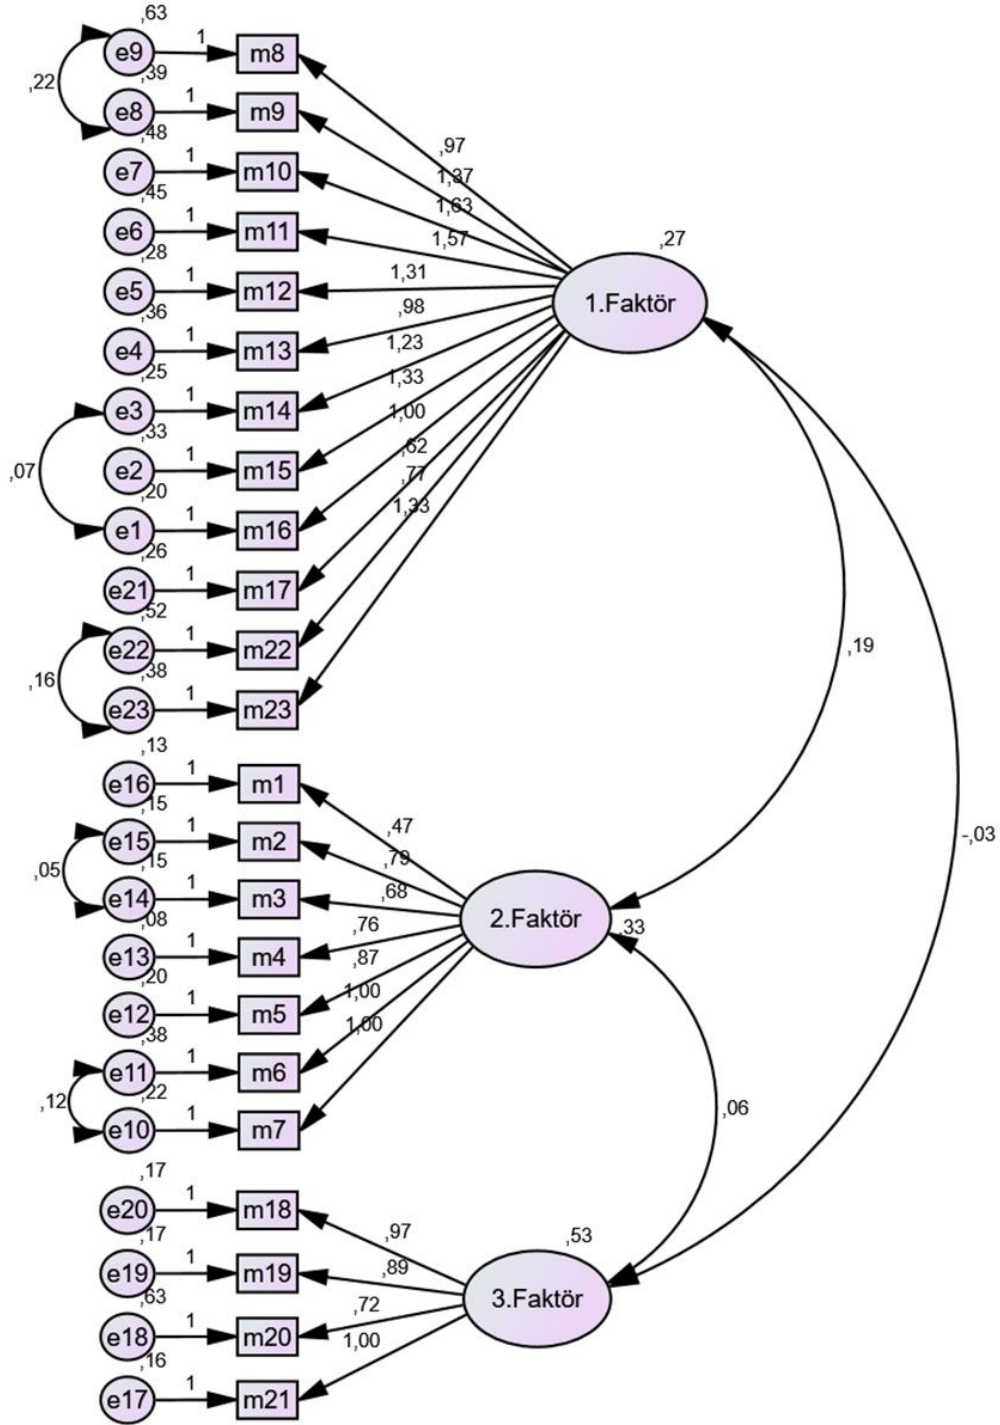 ,63
e9 1 m8
,22
,39
e8 1 m9
,48
e7 1 m10
,45
e6 1 m11
,28
e5 1 m12
,36
e4 1 m13
,25
e3 1 m14
,07
,33
e2 1 m15
,20
e1 1 m16
,26
e21 1 m17
,52
e22 1 m22
,16
,38
e23 1 m23
,97
1,37
1,63
1,57
1,31
,98
1,23
1,33
1,00
,62
,77
1,33
,27
1.Faktör
,19
-,03
,13
e16 1 m1
,15
e15 1 m2
,05
,15
e14 1 m3
,08
e13 1 m4
,20
e12 1 m5
,38
e11 1 m6
,12
,22
e10 1 m7
,47
,79
,68
,76
,87
1,00
1,00
2.Faktör
,33
,06
,17
e20 1 m18
,17
e19 1 m19
,63
e18 1 m20
,16
e17 1 m21
,97
,89
,72
1,00
,53
3.Faktör